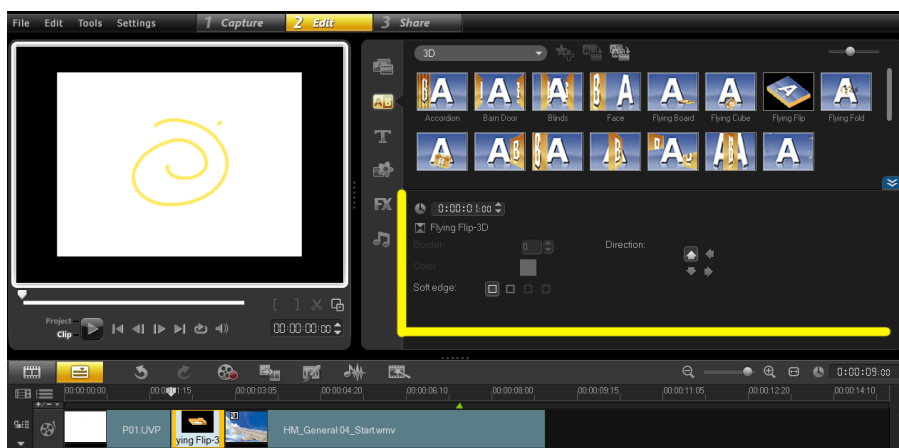 File Edit Tools Settings 1 Capture 2 Edit 3 Share
3D
AB
T
FX
Accordion Barn Door Blinds Face Flying Board Flying Cube Flying Flip Flying Fold
0:00:01:00
Flying Flip-3D
Border: 0 Direction:
Color:
Soft edge:
[ ]
Project
Clip
00:00:00:00
0:00:09:00
00:00:00:00 00:00:01:15 00:00:03:05 00:00:04:20 00:00:06:10 00:00:08:00 00:00:09:15 00:00:11:05 00:00:12:20 00:00:14:10
P01.UVP ying Flip-3 HM_General 04_Start.wmv